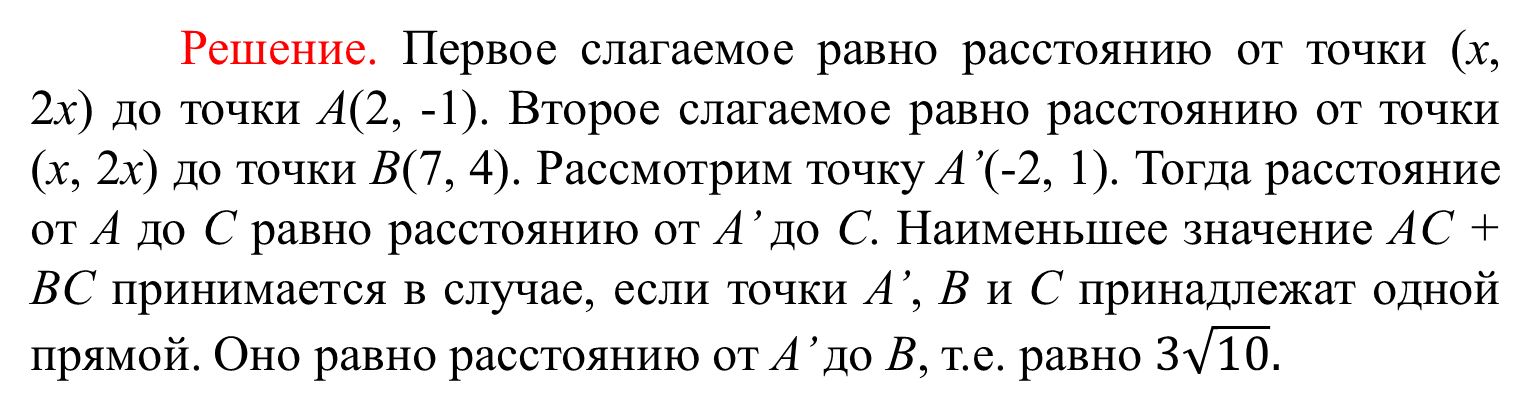 Решение. Первое слагаемое равно расстоянию от точки (x,
2x) до точки A(2, -1). Второе слагаемое равно расстоянию от точки
(x, 2x) до точки B(7, 4). Рассмотрим точку A’(-2, 1). Тогда расстояние
от A до C равно расстоянию от A’ до C. Наименьшее значение AC +
BC принимается в случае, если точки A’, B и C принадлежат одной
прямой. Оно равно расстоянию от A’ до B, т.е. равно 3√10.